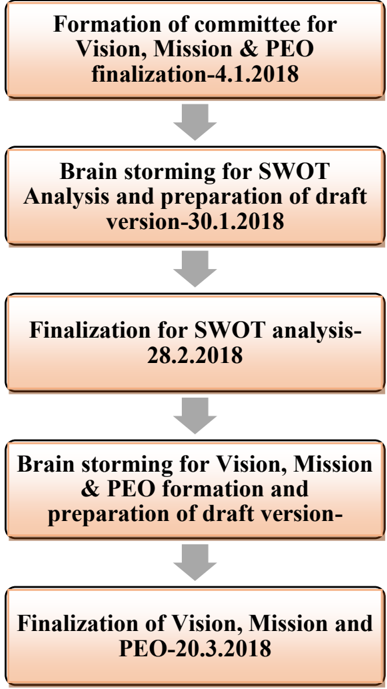 Formation of committee for
Vision, Mission & PEO
finalization-4.1.2018
Brain storming for SWOT
Analysis and preparation of draft
version-30.1.2018
Finalization for SWOT analysis-
28.2.2018
Brain storming for Vision, Mission
& PEO formation and
preparation of draft version-
Finalization of Vision, Mission and
PEO-20.3.2018